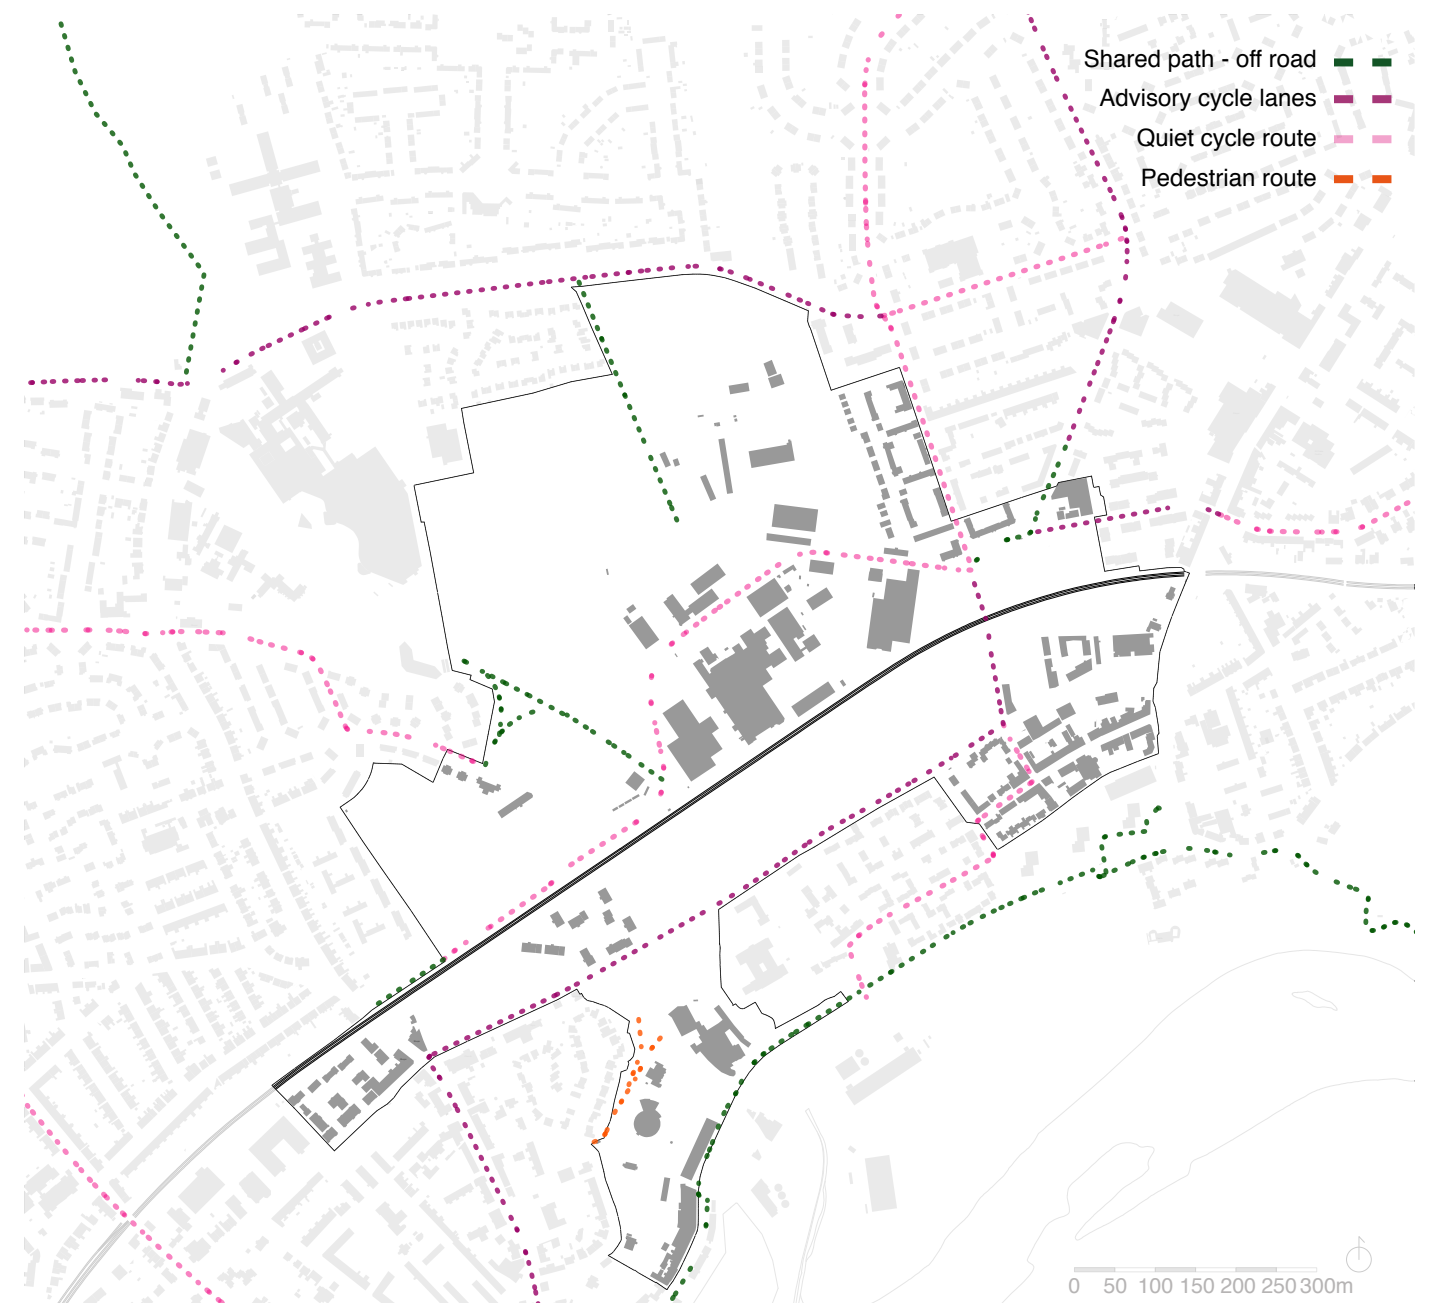 Shared path - off road
Advisory cycle lanes
Quiet cycle route
Pedestrian route
0 50 100 150 200 250 300m